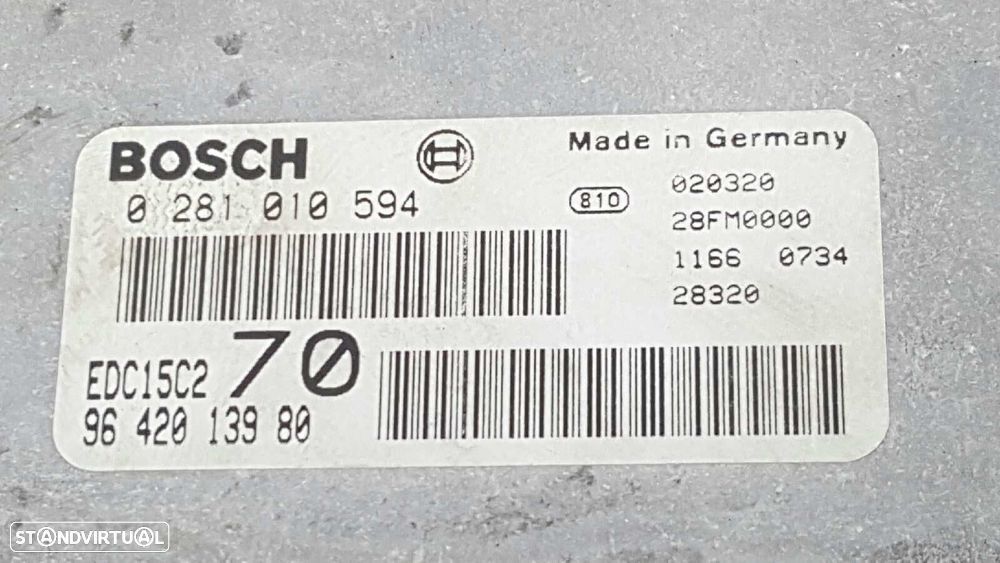 BOSCH
0 281 010 594
Made in Germany
810
020320
28FM0000
1166 0734
28320
EDC15C2 70
96 420 139 80
STANDVIRTUAL